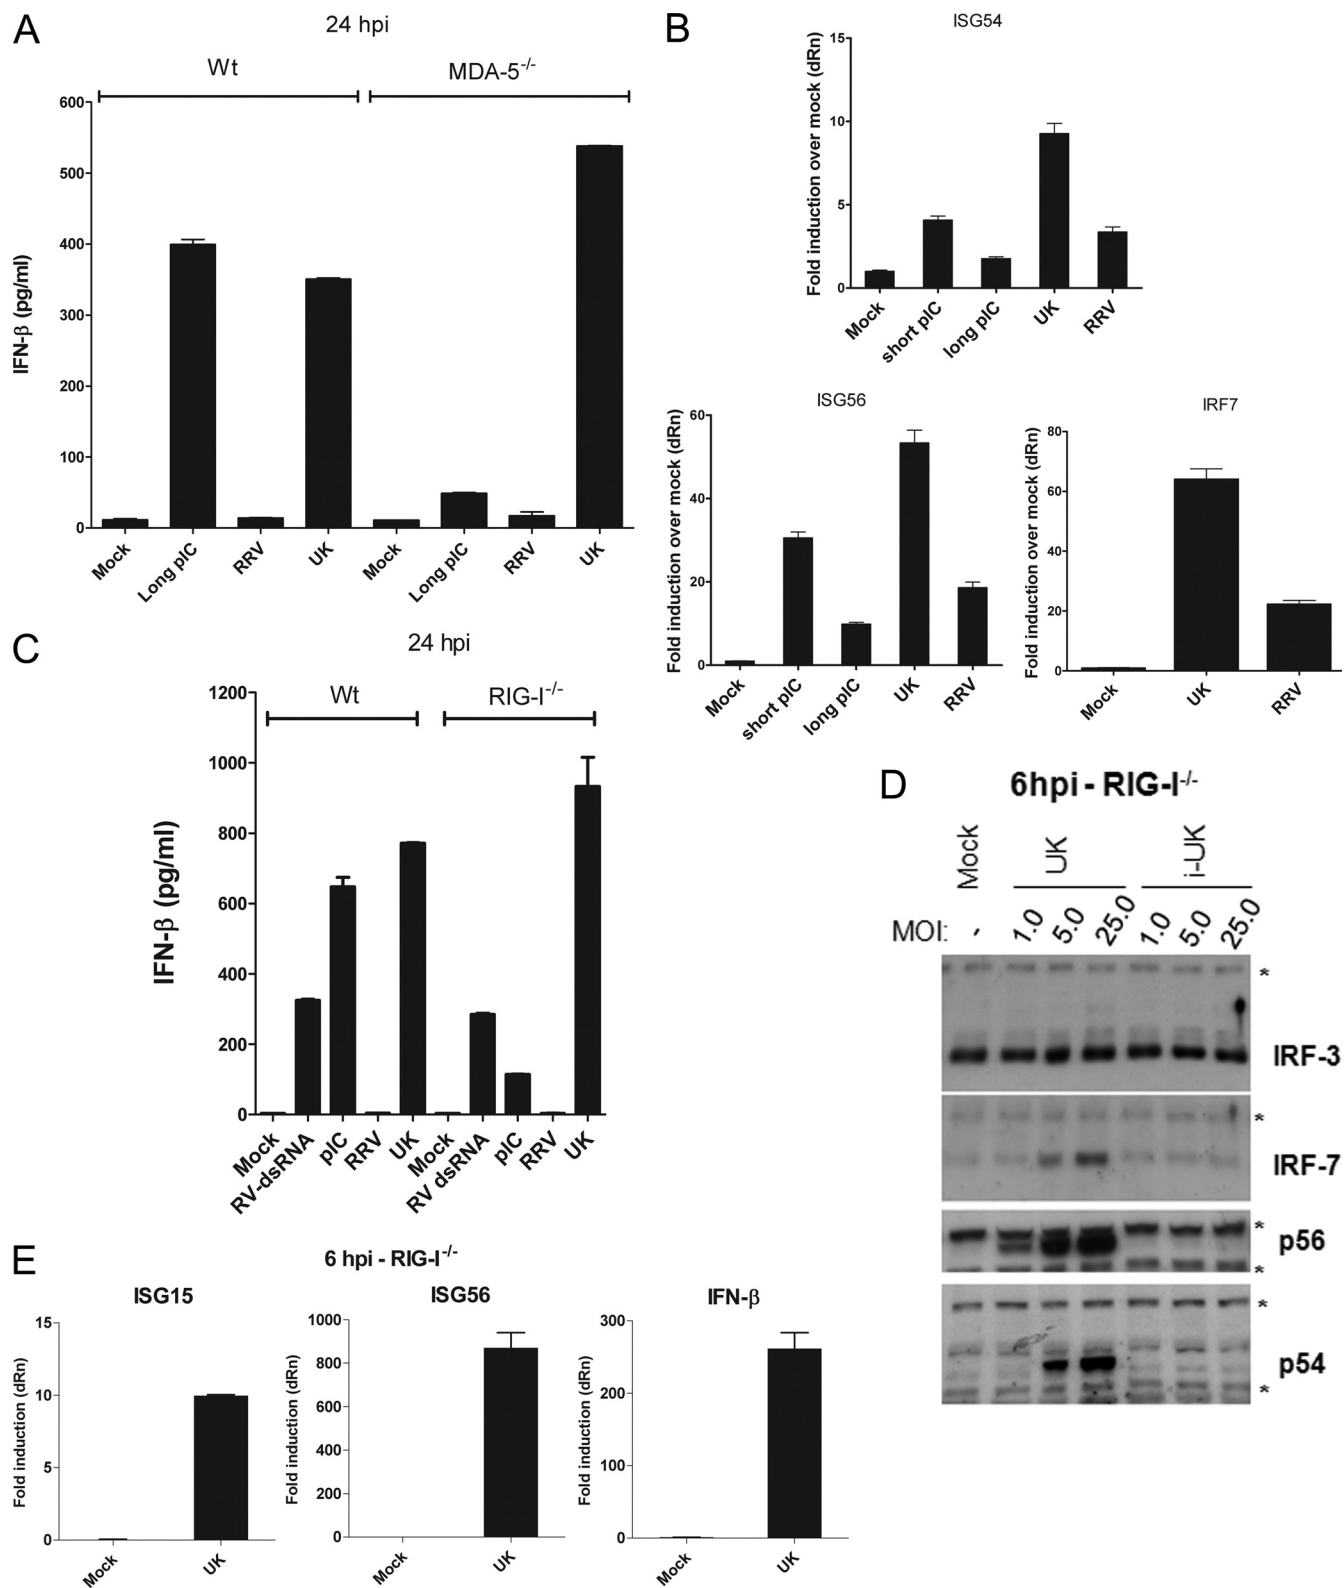 A
24 hpi
Wt
MDA-5-/-
IFN-β (pg/ml)
600
500
400
300
200
100
0
Mock
Long pIC
RRV
UK
Mock
Long pIC
RRV
UK
B
ISG54
Fold induction over mock (dRn)
15
10
5
0
Mock
short pIC
long pIC
UK
RRV
ISG56
Fold induction over mock (dRn)
60
40
20
0
Mock
short pIC
long pIC
UK
RRV
IRF7
Fold induction over mock (dRn)
80
60
40
20
0
Mock
UK
RRV
C
24 hpi
Wt
RIG-I-/-
IFN-β (pg/ml)
1200
1000
800
600
400
200
0
Mock
RV-dsRNA
pIC
RRV
UK
Mock
RV dsRNA
pIC
RRV
UK
D
6hpi - RIG-I-/-
Mock
UK
i-UK
MOI: - 1.0 5.0 25.0 1.0 5.0 25.0
*
IRF-3
*
IRF-7
*
p56
*
*
p54
*
E
6 hpi - RIG-I-/-
ISG15
Fold induction (dRn)
15
10
5
0
Mock
UK
ISG56
Fold induction (dRn)
1000
800
600
400
200
0
Mock
UK
IFN-β
Fold induction (dRn)
300
200
100
0
Mock
UK